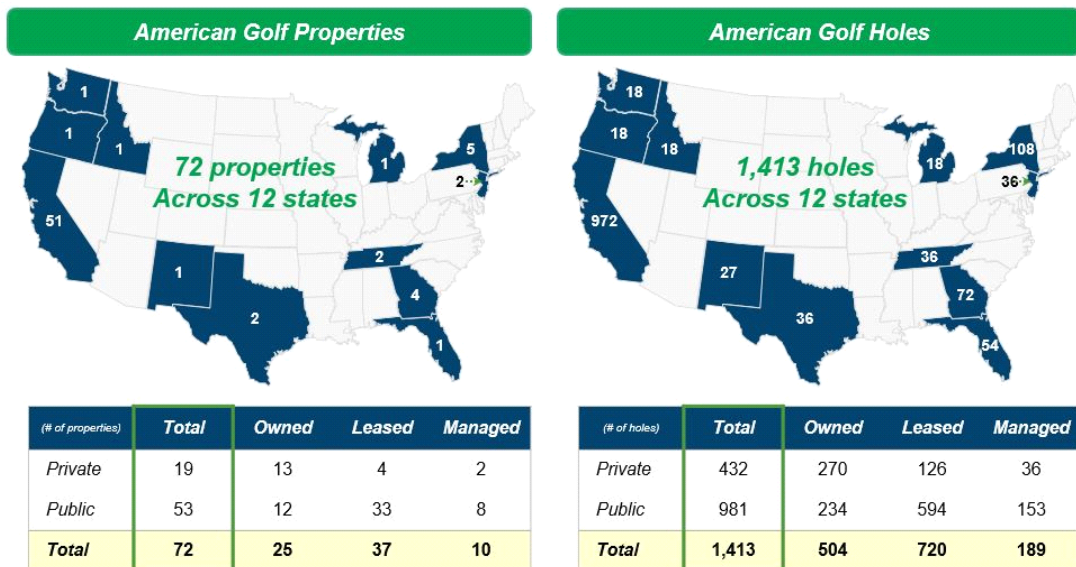 American Golf Properties
1
1
1
1
5
72 properties
Across 12 states
2
51
2
1
4
2
1
(# of properties) Total Owned Leased Managed
Private 19 13 4 2
Public 53 12 33 8
Total 72 25 37 10
American Golf Holes
18
18
18
18
108
1,413 holes
Across 12 states
36
972
36
27
72
36
54
(# of holes) Total Owned Leased Managed
Private 432 270 126 36
Public 981 234 594 153
Total 1,413 504 720 189